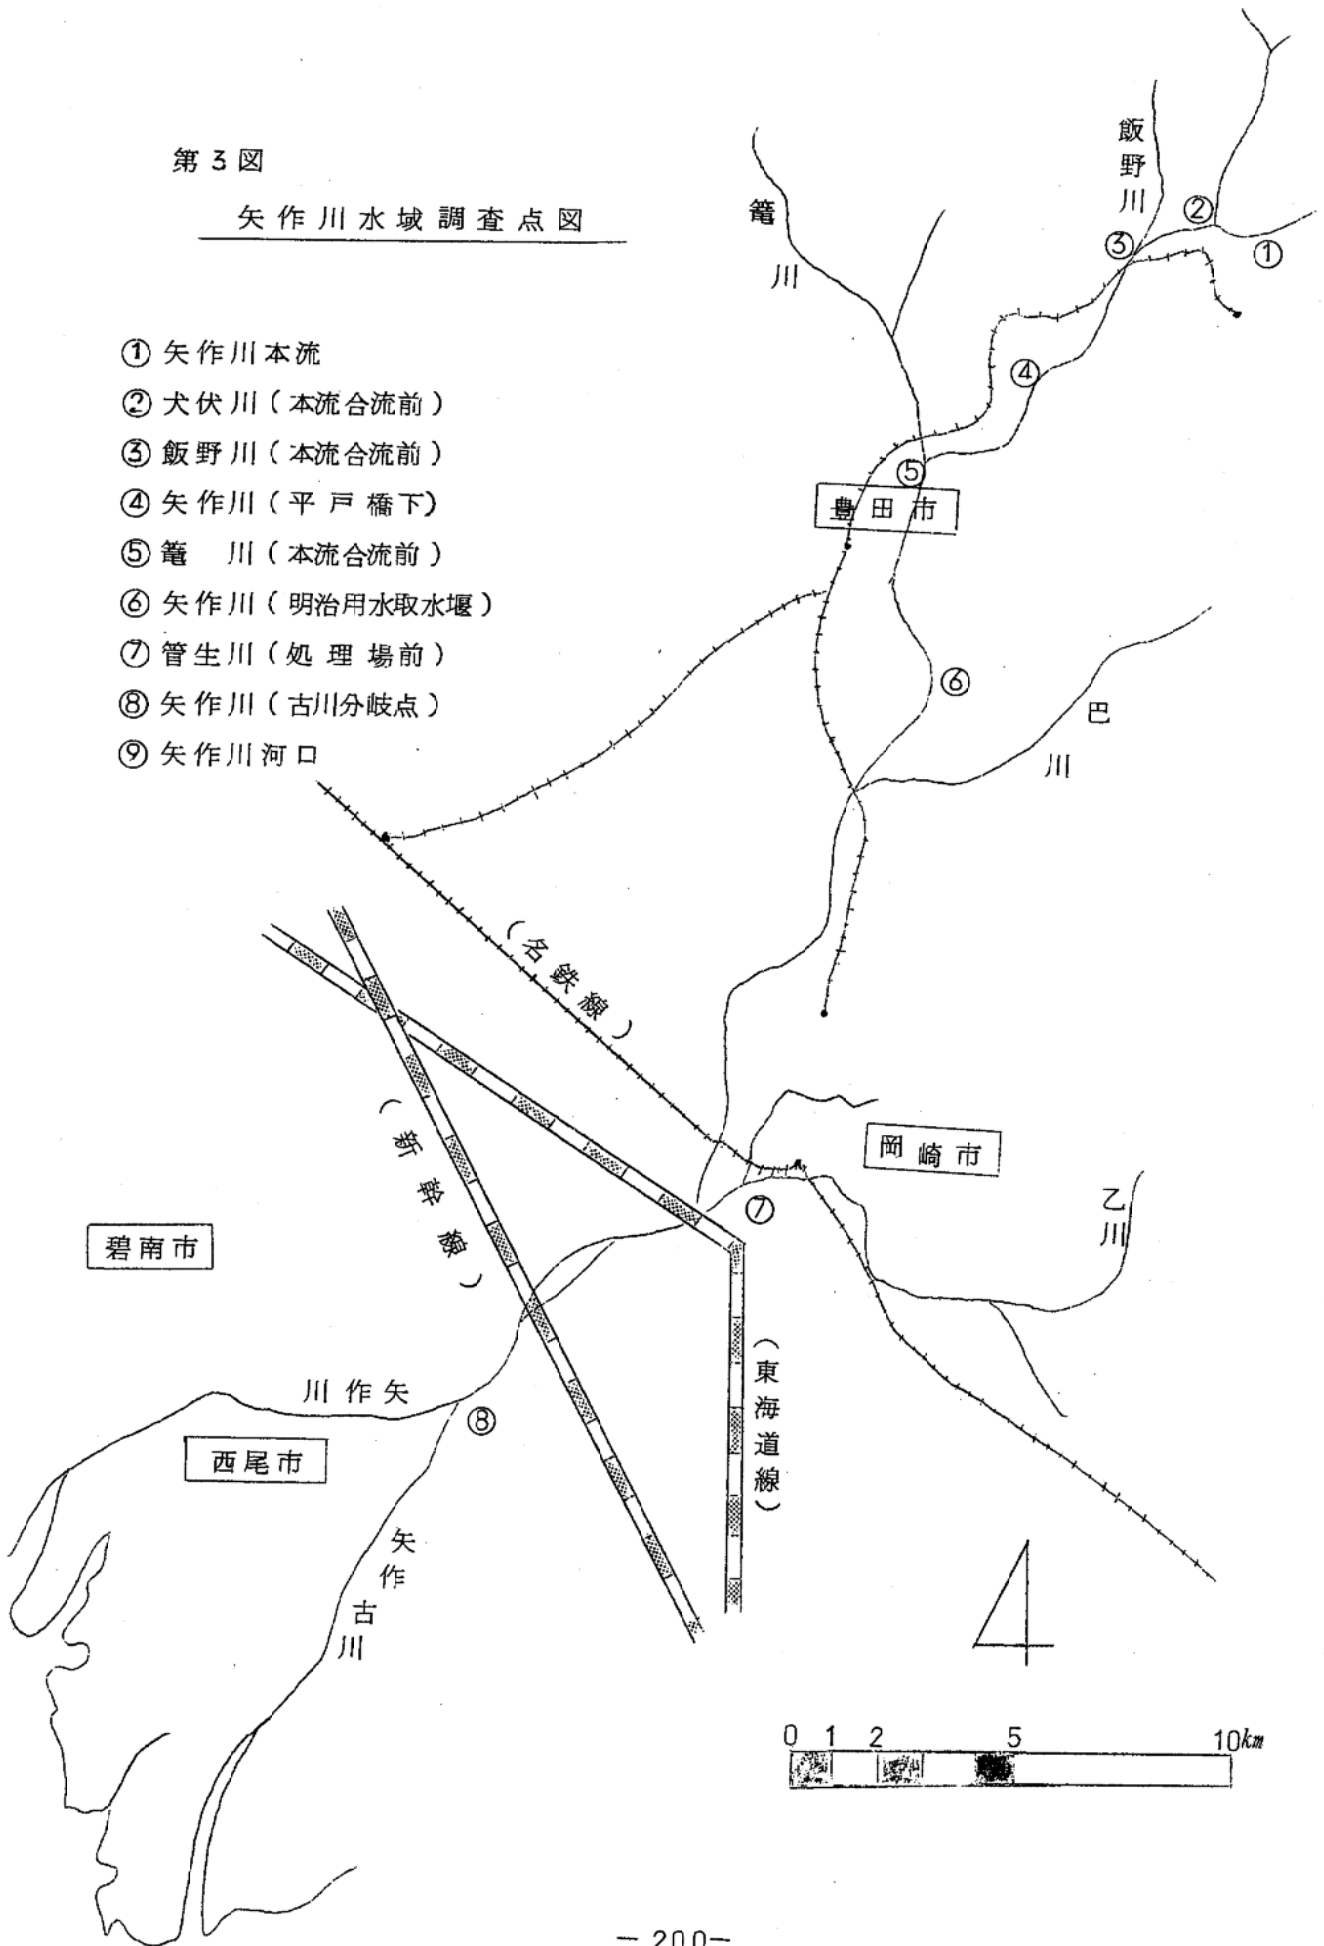 第3図
矢作川水域調査点図
① 矢作川本流
② 犬伏川(本流合流前)
③ 飯野川(本流合流前)
④ 矢作川(平戸橋下)
⑤ 篭 川(本流合流前)
⑥ 矢作川(明治用水取水堰)
⑦ 管生川(処理場前)
⑧ 矢作川(古川分岐点)
⑨ 矢作川河口
飯野川
篭川
②
③
①
④
⑤
豊田市
⑥
巴川
(名鉄線)
(新幹線)
岡崎市
⑦
乙川
碧南市
川作矢
⑧
西尾市
(東海道線)
矢作古川
0 1 2 5 10km
-200-